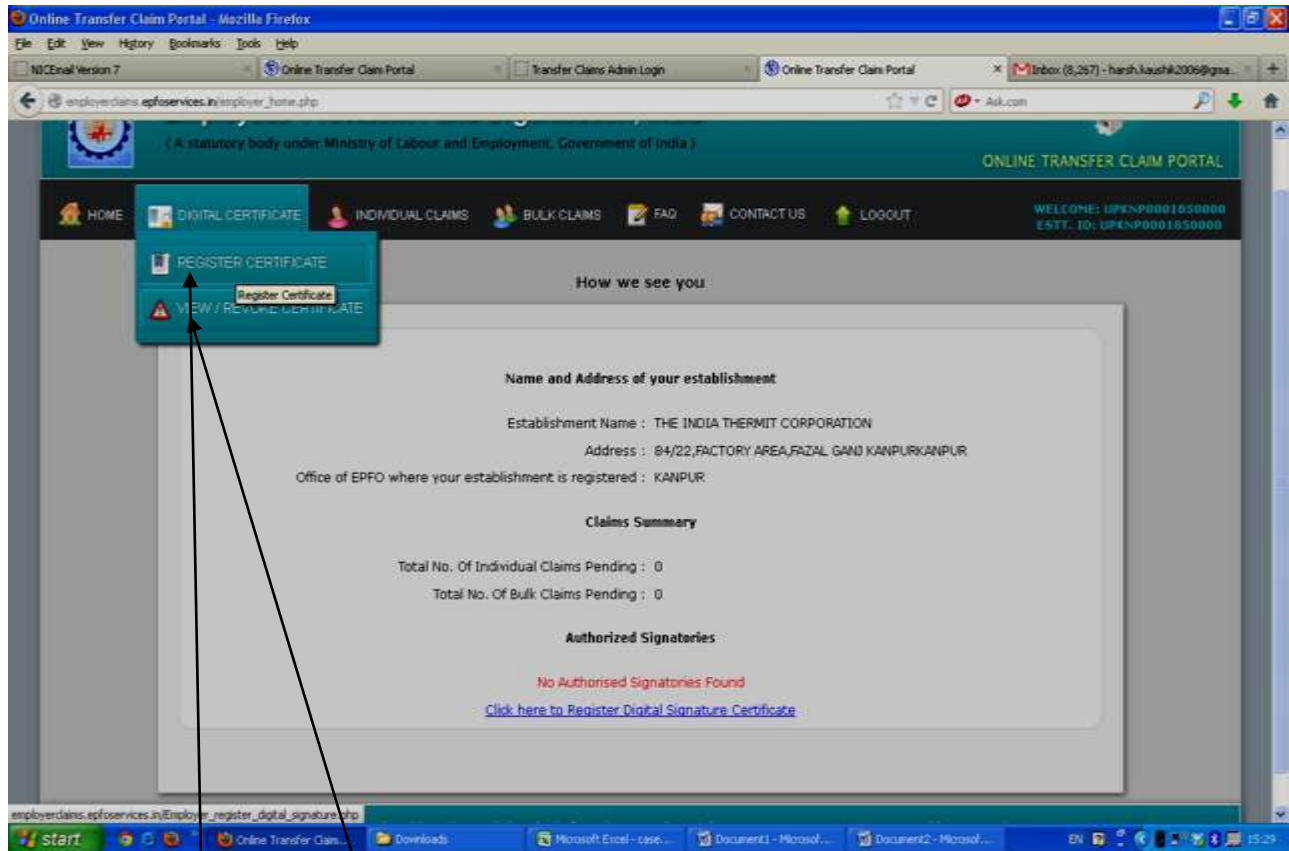 Online Transfer Claim Portal - Mozilla Firefox
File Edit View History Bookmarks Tools Help
NICEmail Version 7 Online Transfer Claim Portal Transfer Claims Admin Login Online Transfer Claim Portal Inbox (8,267) - harsh.kaushik2006@gma...
employerclaims.epfoservices.in/employer_home.php Ask.com
( A statutory body under Ministry of Labour and Employment, Government of India )
ONLINE TRANSFER CLAIM PORTAL
HOME DIGITAL CERTIFICATE INDIVIDUAL CLAIMS BULK CLAIMS FAQ CONTACT US LOGOUT
WELCOME: UPKNP0001850000
ESTT. ID: UPKNP0001850000
REGISTER CERTIFICATE
Register Certificate
VIEW / REVOKE CERTIFICATE
How we see you
Name and Address of your establishment
Establishment Name : THE INDIA THERMIT CORPORATION
Address : 84/22,FACTORY AREA,FAZAL GANJ KANPURKANPUR
Office of EPFO where your establishment is registered : KANPUR
Claims Summary
Total No. Of Individual Claims Pending : 0
Total No. Of Bulk Claims Pending : 0
Authorized Signatories
No Authorised Signatories Found
Click here to Register Digital Signature Certificate
employerclaims.epfoservices.in/Employer_register_digital_signature.php
start Online Transfer Claim... Downloads Microsoft Excel - case... Document1 - Microsof... Document2 - Microsof... EN 15:29